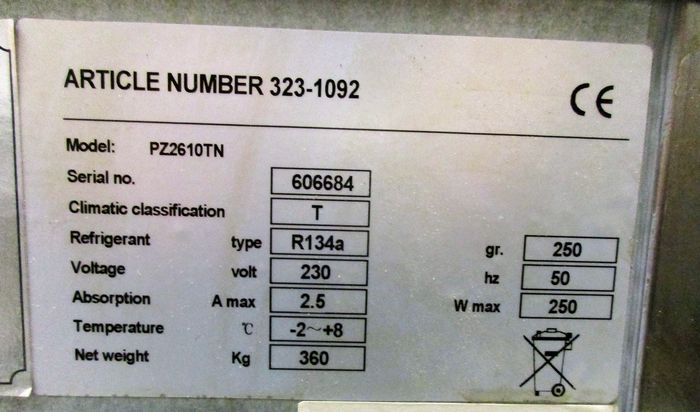 ARTICLE NUMBER 323-1092
CE
Model: PZ2610TN
Serial no. 606684
Climatic classification T
Refrigerant type R134a gr. 250
Voltage volt 230 hz 50
Absorption A max 2.5 W max 250
Temperature ℃ -2～+8
Net weight Kg 360